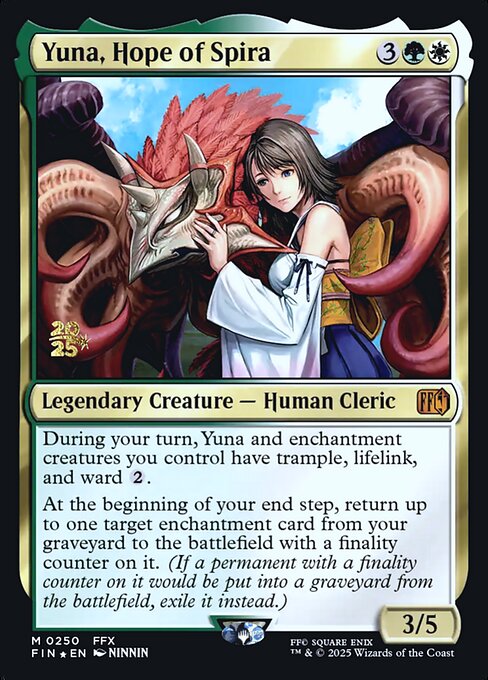 Yuna, Hope of Spira 3
20
25
Legendary Creature — Human Cleric
FFX
During your turn, Yuna and enchantment
creatures you control have trample, lifelink,
and ward 2.
At the beginning of your end step, return up
to one target enchantment card from your
graveyard to the battlefield with a finality
counter on it. (If a permanent with a finality
counter on it would be put into a graveyard from
the battlefield, exile it instead.)
3/5
M 0250 FFX
FIN★EN NINNIN
FF© SQUARE ENIX
™ & © 2025 Wizards of the Coast